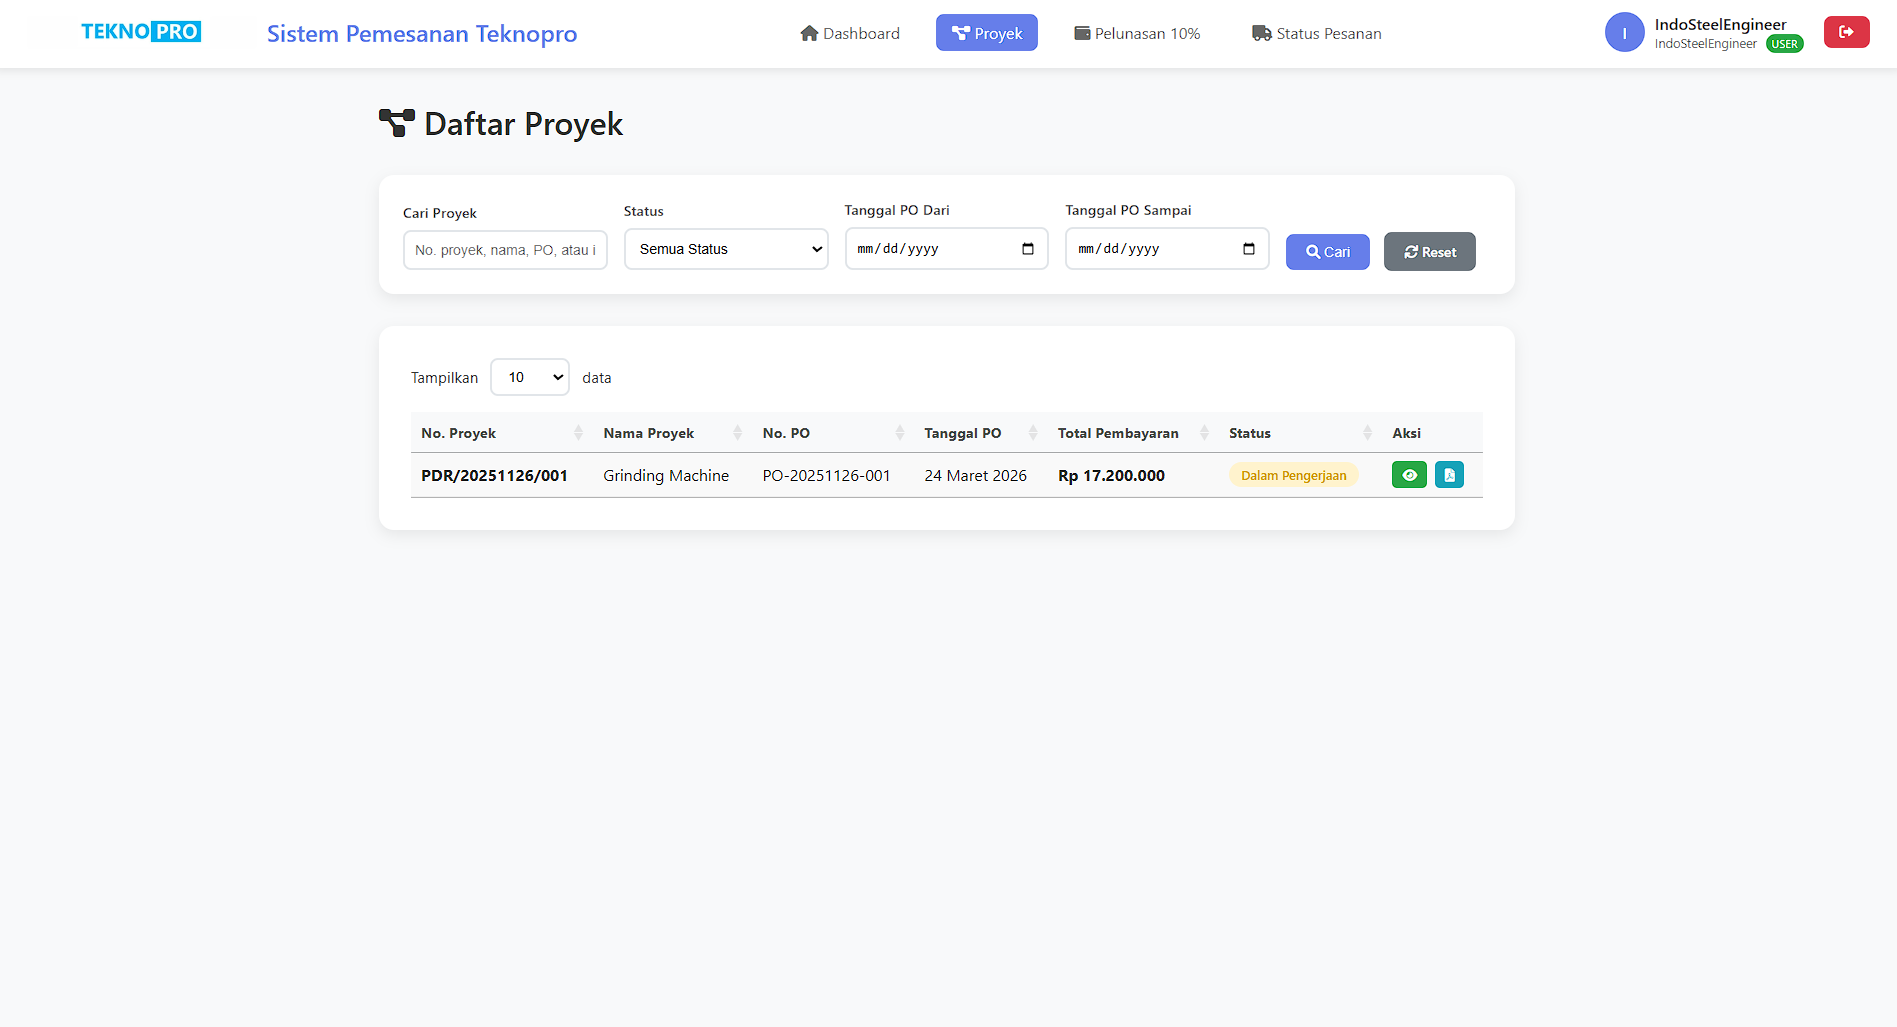 TEKNOPRO
Sistem Pemesanan Teknopro
Dashboard
Proyek
Pelunasan 10%
Status Pesanan
I
IndoSteelEngineer
IndoSteelEngineer USER
Daftar Proyek
Cari Proyek
Status
Tanggal PO Dari
Tanggal PO Sampai
No. proyek, nama, PO, atau i
Semua Status
mm/dd/yyyy
mm/dd/yyyy
Cari
Reset
Tampilkan 10 data
No. Proyek Nama Proyek No. PO Tanggal PO Total Pembayaran Status Aksi
PDR/20251126/001 Grinding Machine PO-20251126-001 24 Maret 2026 Rp 17.200.000 Dalam Pengerjaan